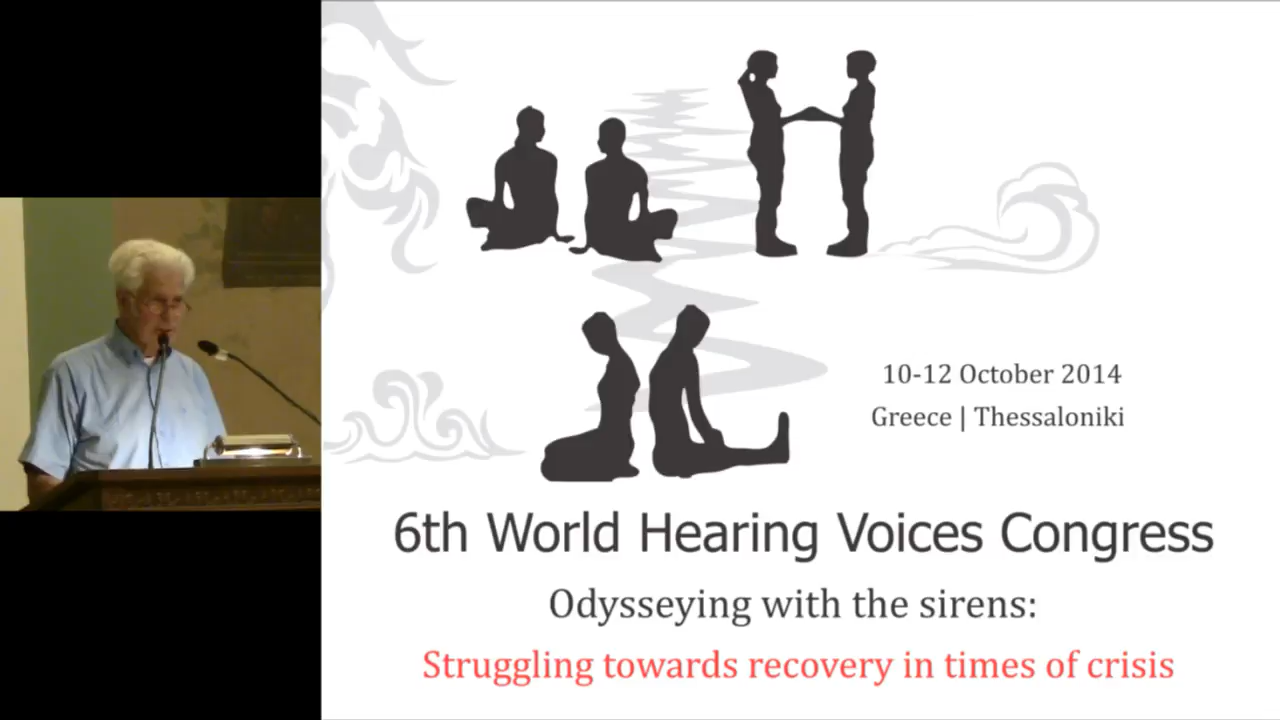 10-12 October 2014
Greece | Thessaloniki
6th World Hearing Voices Congress
Odysseying with the sirens:
Struggling towards recovery in times of crisis